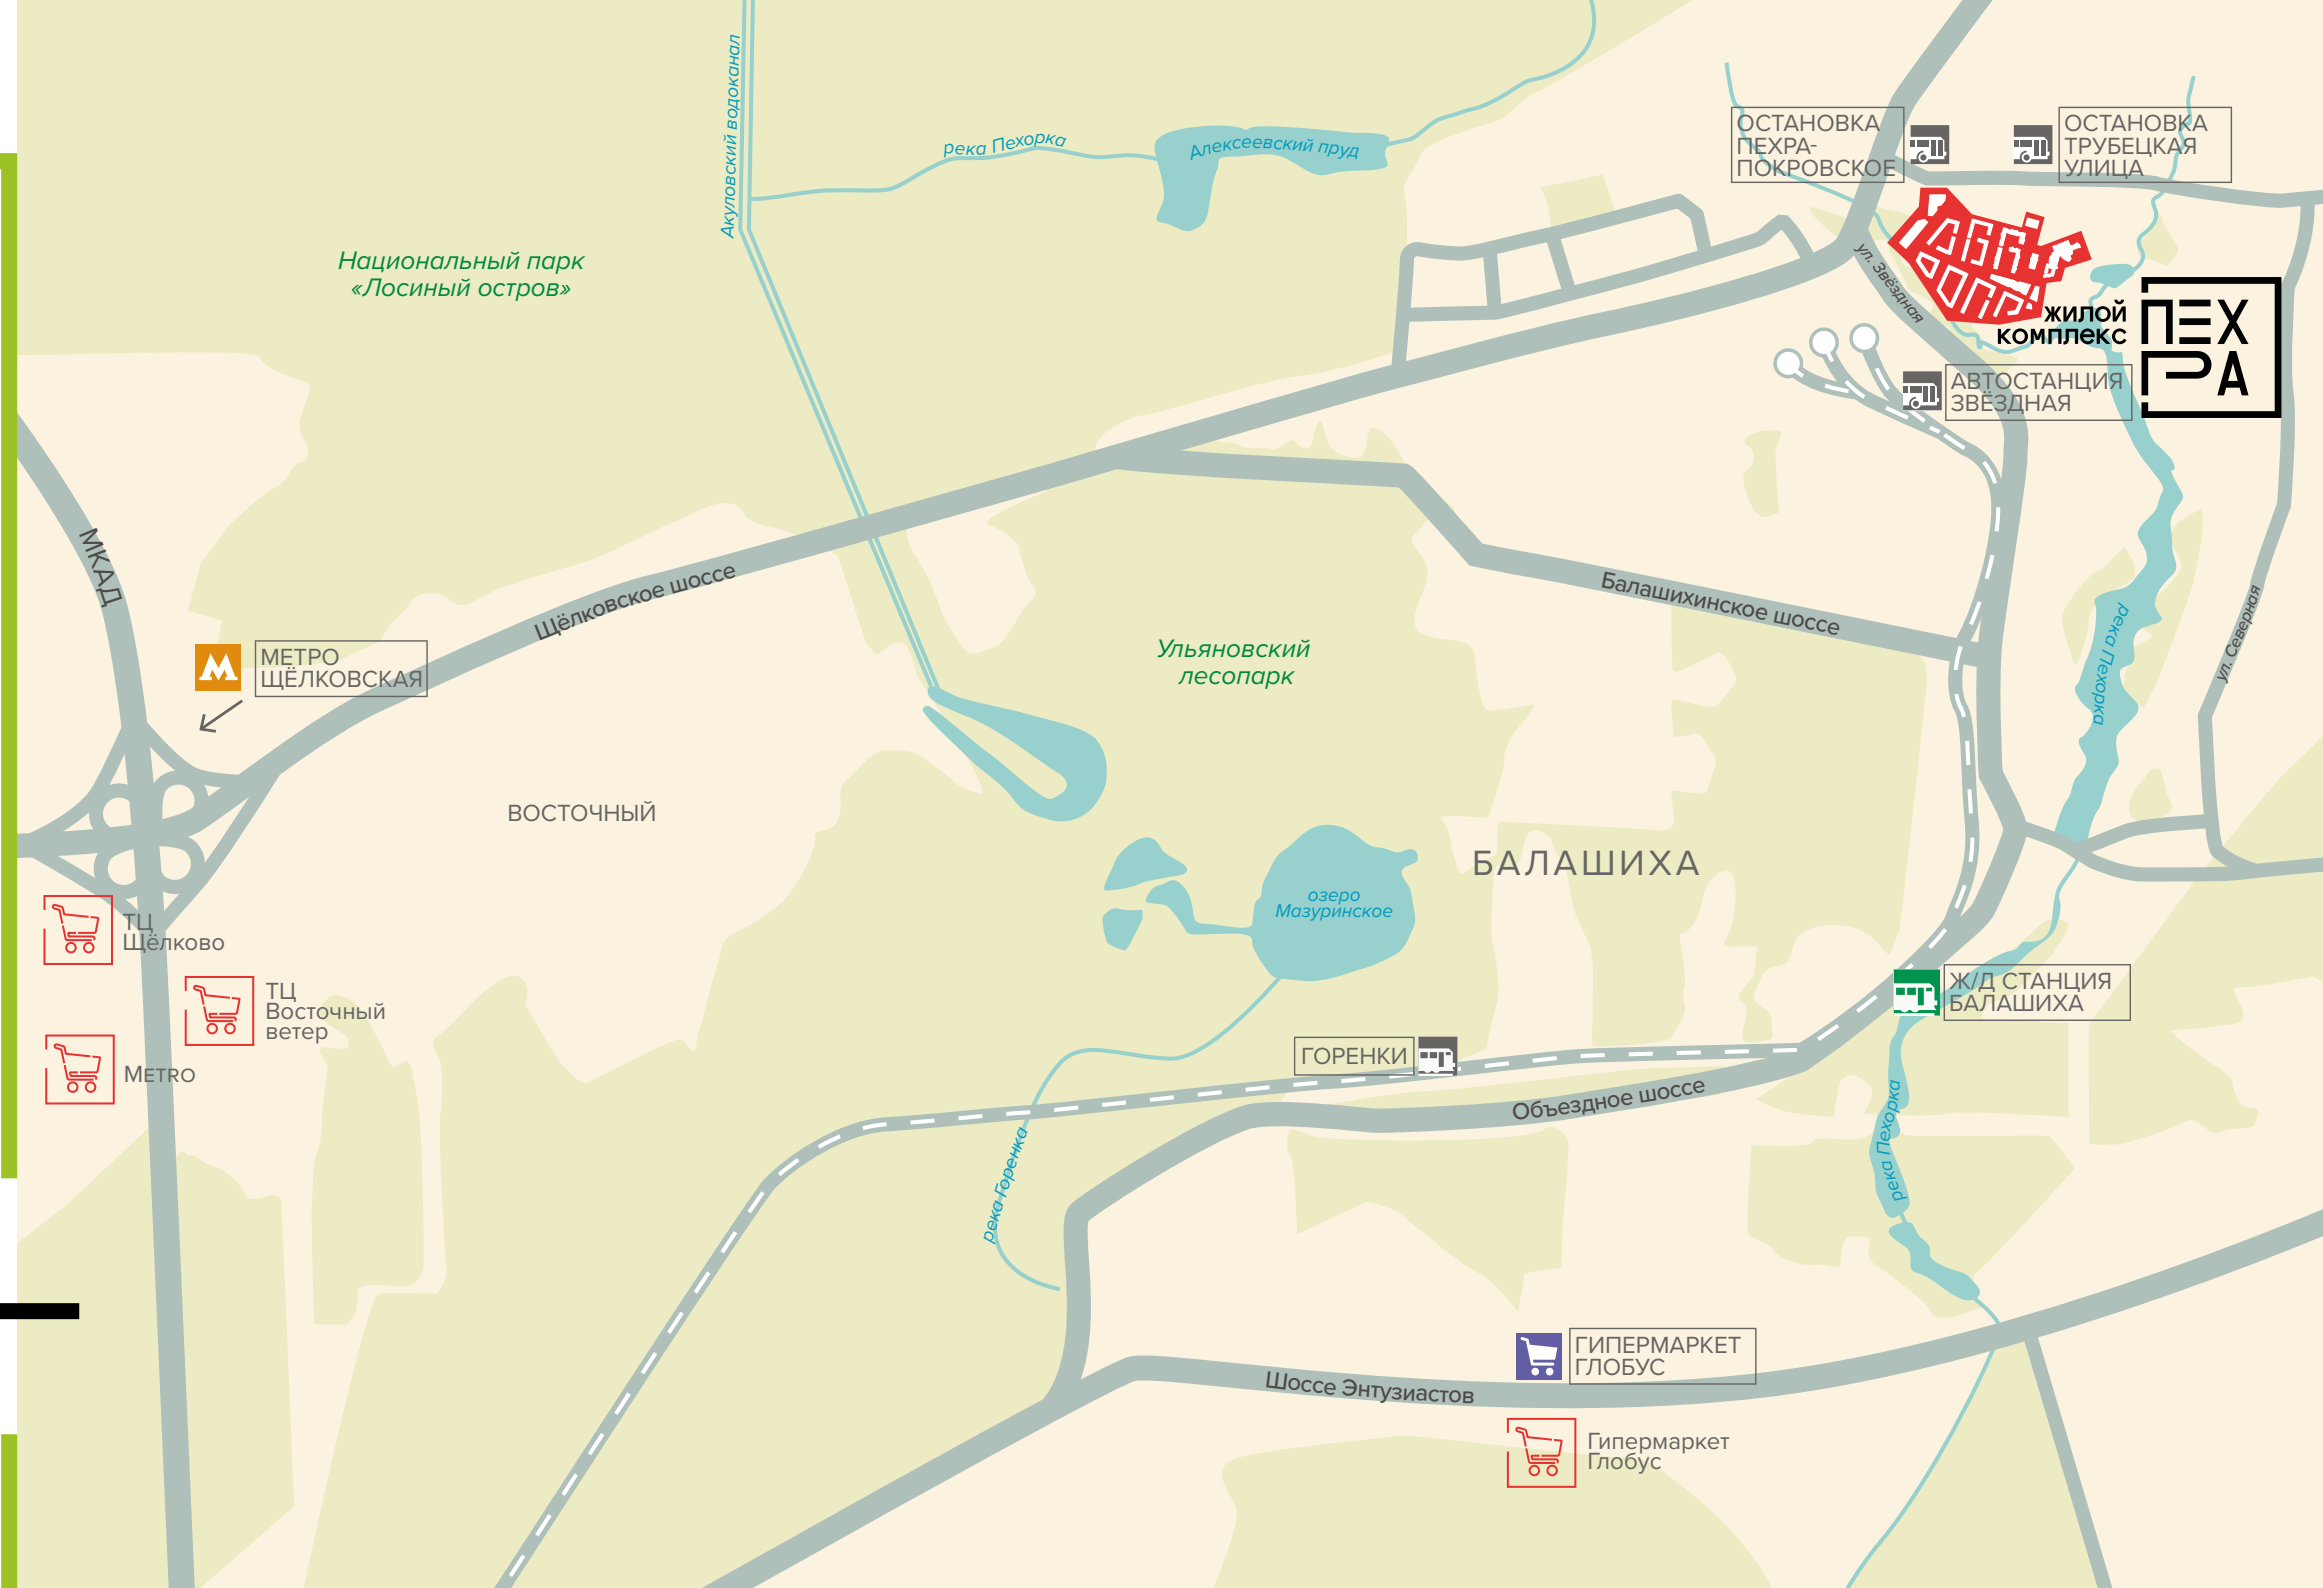 Акуловский водоканал
река Пехорка
Алексеевский пруд
ОСТАНОВКА
ПЕХРА-
ПОКРОВСКОЕ
ОСТАНОВКА
ТРУБЕЦКАЯ
УЛИЦА
Национальный парк
«Лосиный остров»
ул. Звёздная
ЖИЛОЙ
КОМПЛЕКС
ПЕХ
РА
АВТОСТАНЦИЯ
ЗВЁЗДНАЯ
МКАД
Щёлковское шоссе
Балашихинское шоссе
река Пехорка
ул. Северная
МЕТРО
ЩЁЛКОВСКАЯ
Ульяновский
лесопарк
ВОСТОЧНЫЙ
БАЛАШИХА
озеро
Мазуринское
ТЦ
Щёлково
ТЦ
Восточный
ветер
METRO
Ж/Д СТАНЦИЯ
БАЛАШИХА
ГОРЕНКИ
Объездное шоссе
река Пехорка
река Горенка
ГИПЕРМАРКЕТ
ГЛОБУС
Шоссе Энтузиастов
Гипермаркет
Глобус